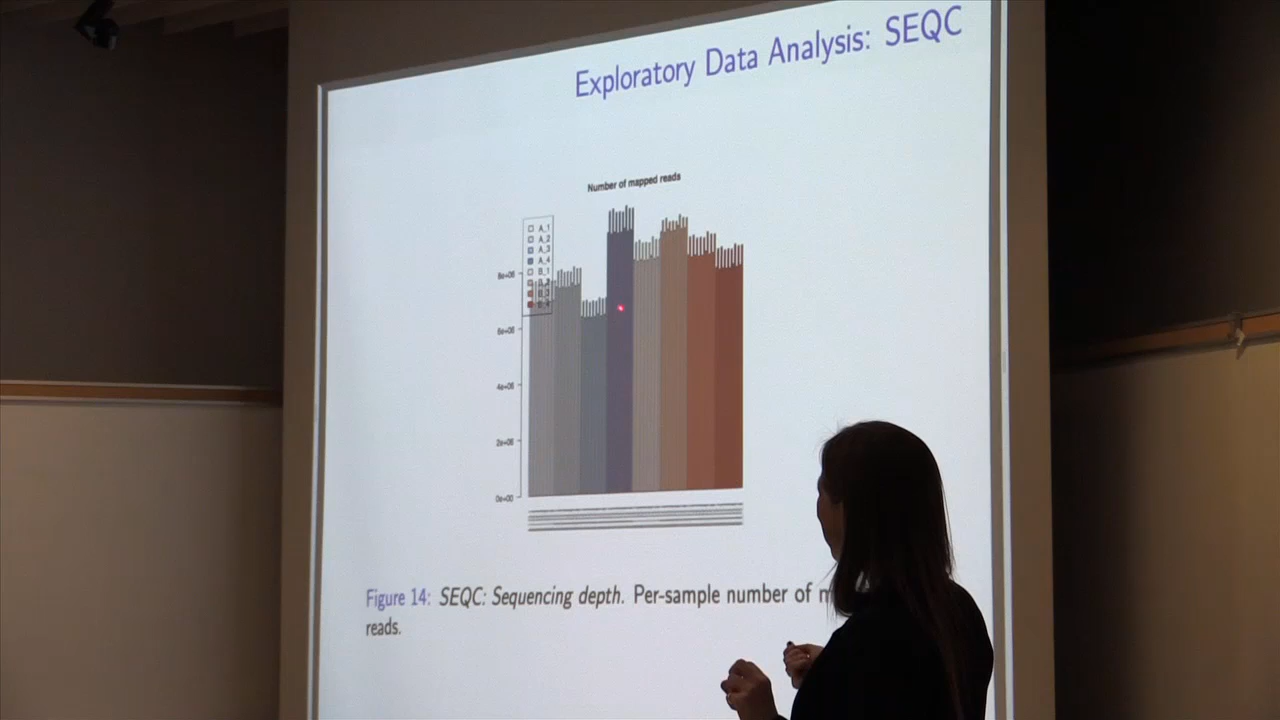 Exploratory Data Analysis: SEQC
Number of mapped reads
A_1
A_2
A_3
A_4
B_1
8e+06
6e+06
4e+06
2e+06
0e+00
Figure 14: SEQC: Sequencing depth. Per-sample number of
reads.